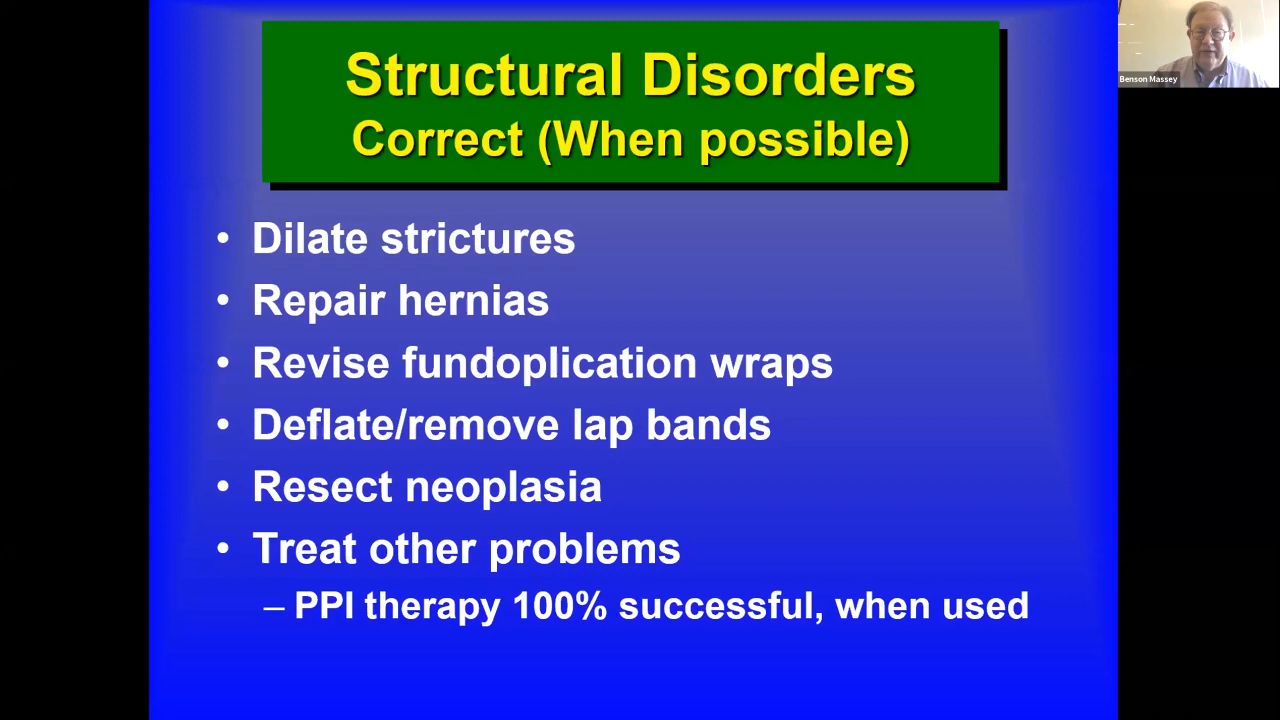 Structural Disorders
Correct (When possible)
• Dilate strictures
• Repair hernias
• Revise fundoplication wraps
• Deflate/remove lap bands
• Resect neoplasia
• Treat other problems
– PPI therapy 100% successful, when used
Benson Massey